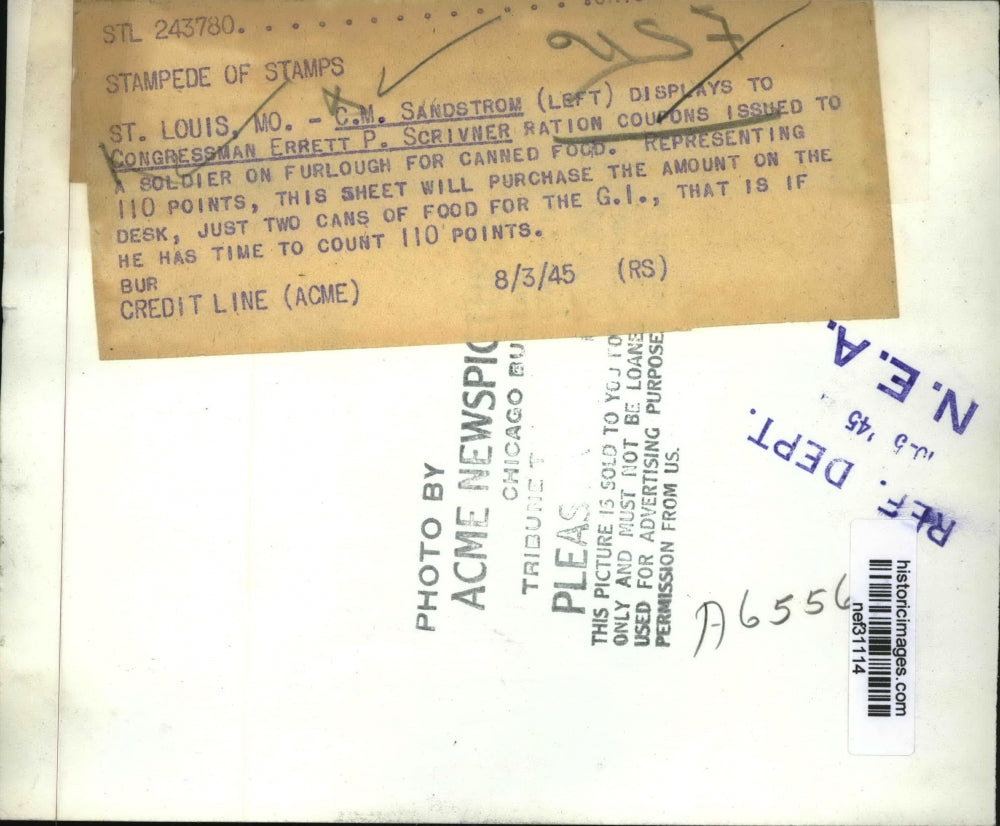 STL 243780. . . . . . . . . . . . . . .
STAMPEDE OF STAMPS
ST. LOUIS, MO. - C.M. SANDSTROM (LEFT) DISPLAYS TO
CONGRESSMAN ERRETT P. SCRIVNER RATION COUPONS ISSUED TO
A SOLDIER ON FURLOUGH FOR CANNED FOOD. REPRESENTING
110 POINTS, THIS SHEET WILL PURCHASE THE AMOUNT ON THE
DESK, JUST TWO CANS OF FOOD FOR THE G.I., THAT IS IF
HE HAS TIME TO COUNT 110 POINTS.
BUR
CREDIT LINE (ACME) 8/3/45 (RS)
PHOTO BY
ACME NEWSPIC
CHICAGO BU
TRIBUNE T
PLEAS
THIS PICTURE IS SOLD TO YOU FO
ONLY AND MUST NOT BE LOANE
USED FOR ADVERTISING PURPOSE
PERMISSION FROM US.
N.E.A.
'45
REF. DEPT.
A6556
historicimages.com
nef31114